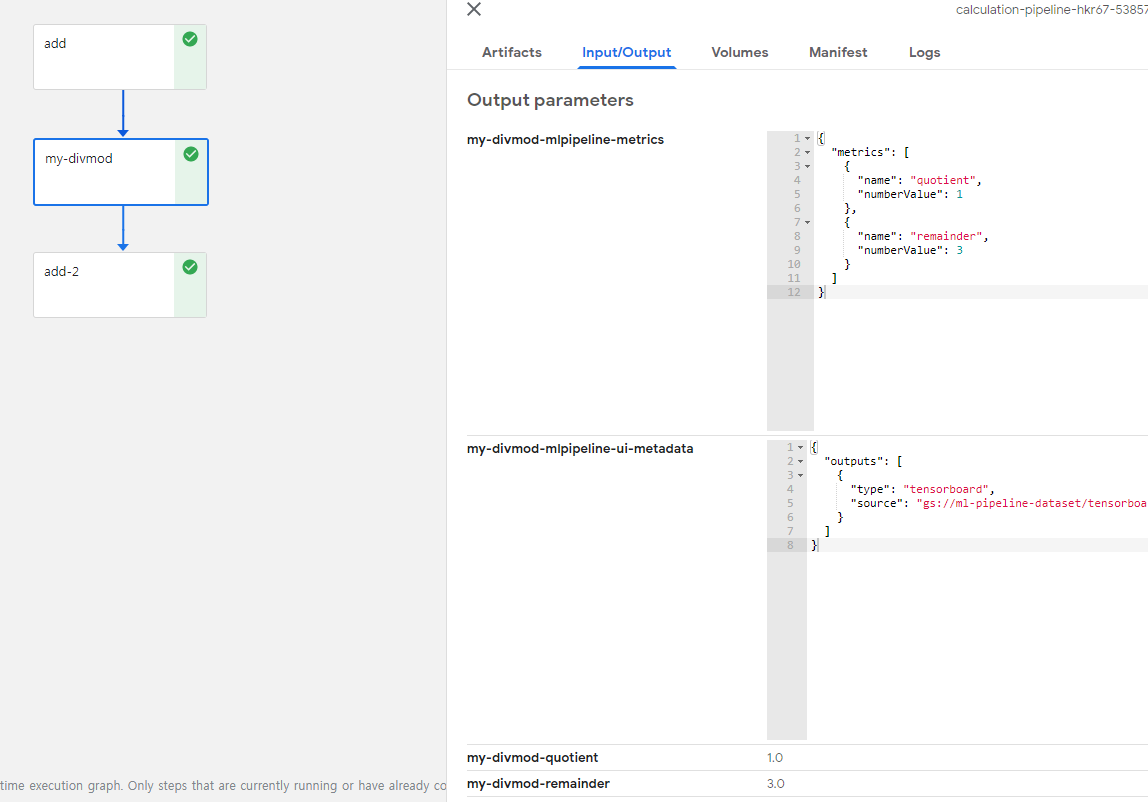 add
my-divmod
add-2
time execution graph. Only steps that are currently running or have already co
calculation-pipeline-hkr67-53857
Artifacts Input/Output Volumes Manifest Logs
Output parameters
my-divmod-mlpipeline-metrics
1 {
2 "metrics": [
3 {
4 "name": "quotient",
5 "numberValue": 1
6 },
7 {
8 "name": "remainder",
9 "numberValue": 3
10 }
11 ]
12 }
my-divmod-mlpipeline-ui-metadata
1 {
2 "outputs": [
3 {
4 "type": "tensorboard",
5 "source": "gs://ml-pipeline-dataset/tensorboa
6 }
7 ]
8 }
my-divmod-quotient 1.0
my-divmod-remainder 3.0